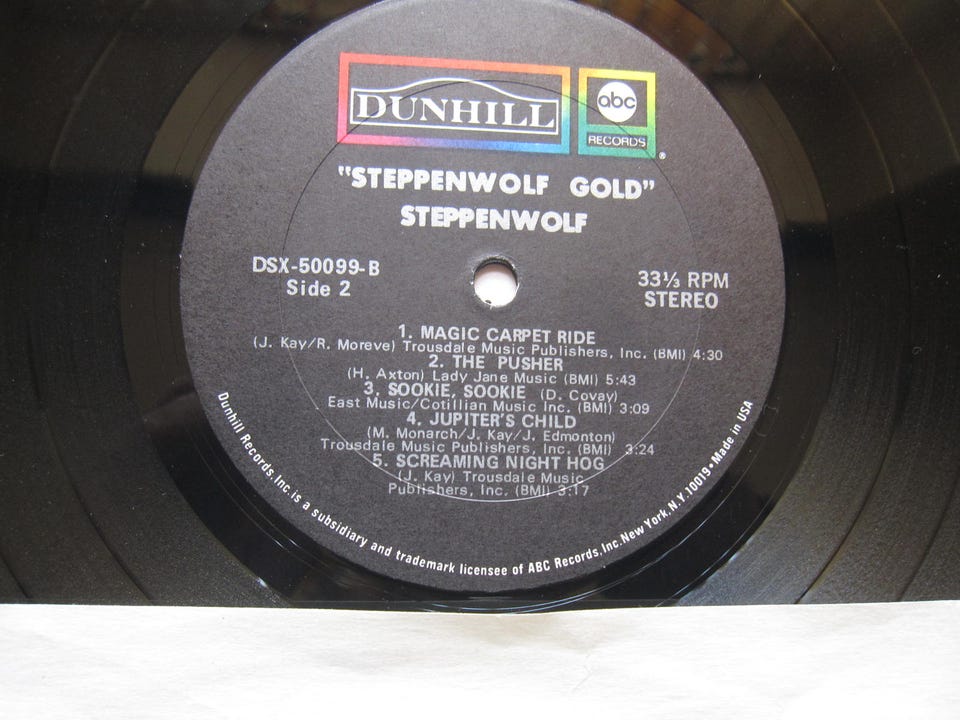 DUNHILL
abc
RECORDS
®
"STEPPENWOLF GOLD"
STEPPENWOLF
DSX-50099-B
Side 2
33⅓ RPM
STEREO
1. MAGIC CARPET RIDE
(J. Kay/R. Moreve) Trousdale Music Publishers, Inc. (BMI) 4:30
2. THE PUSHER
(H. Axton) Lady Jane Music (BMI) 5:43
3. SOOKIE, SOOKIE (D. Covay)
East Music/Cotillian Music Inc. (BMI) 3:09
4. JUPITER'S CHILD
(M. Monarch/J. Kay/J. Edmonton)
Trousdale Music Publishers, Inc. (BMI) 3:24
5. SCREAMING NIGHT HOG
(J. Kay) Trousdale Music
Publishers, Inc. (BMI) 3:17
Dunhill Records, Inc. is a subsidiary and trademark licensee of ABC Records, Inc. New York, N.Y. 10019 • Made in USA